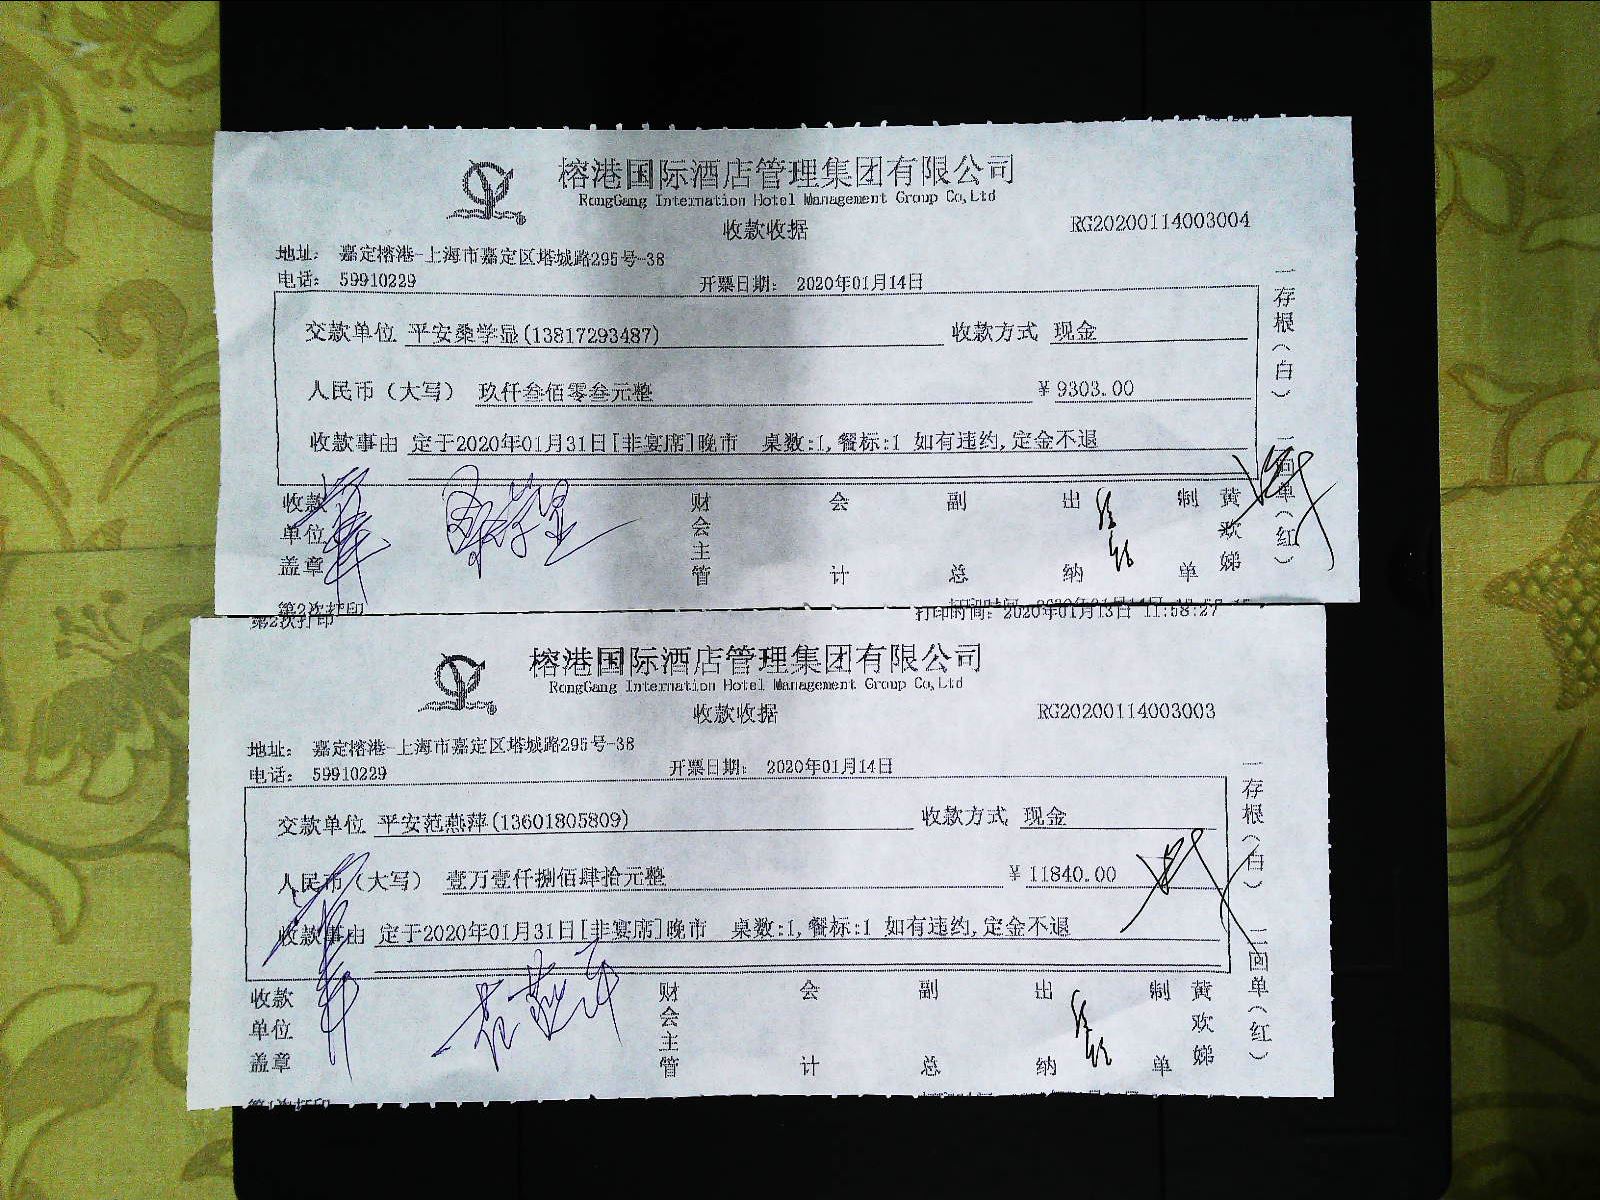 榕港国际酒店管理集团有限公司
RongGang Internation Hotel Management Group Co,Ltd
收款收据
RG20200114003004
地址： 嘉定榕港-上海市嘉定区塔城路295号-38
电话： 59910229 开票日期： 2020年01月14日
交款单位 平安桑学显(13817293487) 收款方式 现金
人民币（大写） 玖仟叁佰零叁元整 ￥9303.00
收款事由 定于2020年01月31日[非宴席]晚市 桌数:1,餐标:1 如有违约,定金不退
收款单位盖章 财会主管 会计 副总 出纳 制单 黄欢娣
一存根（白） 二回单（红）
第2次打印
第2次打印 打印时间: 2020年01月13日 11:58:27
榕港国际酒店管理集团有限公司
RongGang Internation Hotel Management Group Co,Ltd
收款收据
RG20200114003003
地址： 嘉定榕港-上海市嘉定区塔城路295号-38
电话： 59910229 开票日期： 2020年01月14日
交款单位 平安范燕萍(13601805809) 收款方式 现金
人民币（大写） 壹万壹仟捌佰肆拾元整 ￥11840.00
收款事由 定于2020年01月31日[非宴席]晚市 桌数:1,餐标:1 如有违约,定金不退
收款单位盖章 财会主管 会计 副总 出纳 制单 黄欢娣
一存根（白） 二回单（红）